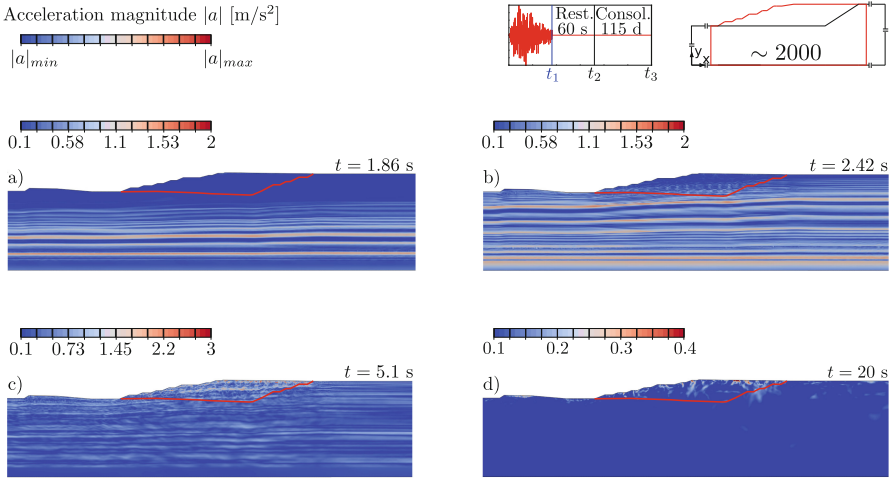 Acceleration magnitude |a| [m/s²]
|a|min |a|max
Rest. Consol.
60 s 115 d
t₁ t₂ t₃
y
x
∼ 2000
0.1 0.58 1.1 1.53 2
a) t = 1.86 s
0.1 0.58 1.1 1.53 2
b) t = 2.42 s
0.1 0.73 1.45 2.2 3
c) t = 5.1 s
0.1 0.2 0.3 0.4
d) t = 20 s